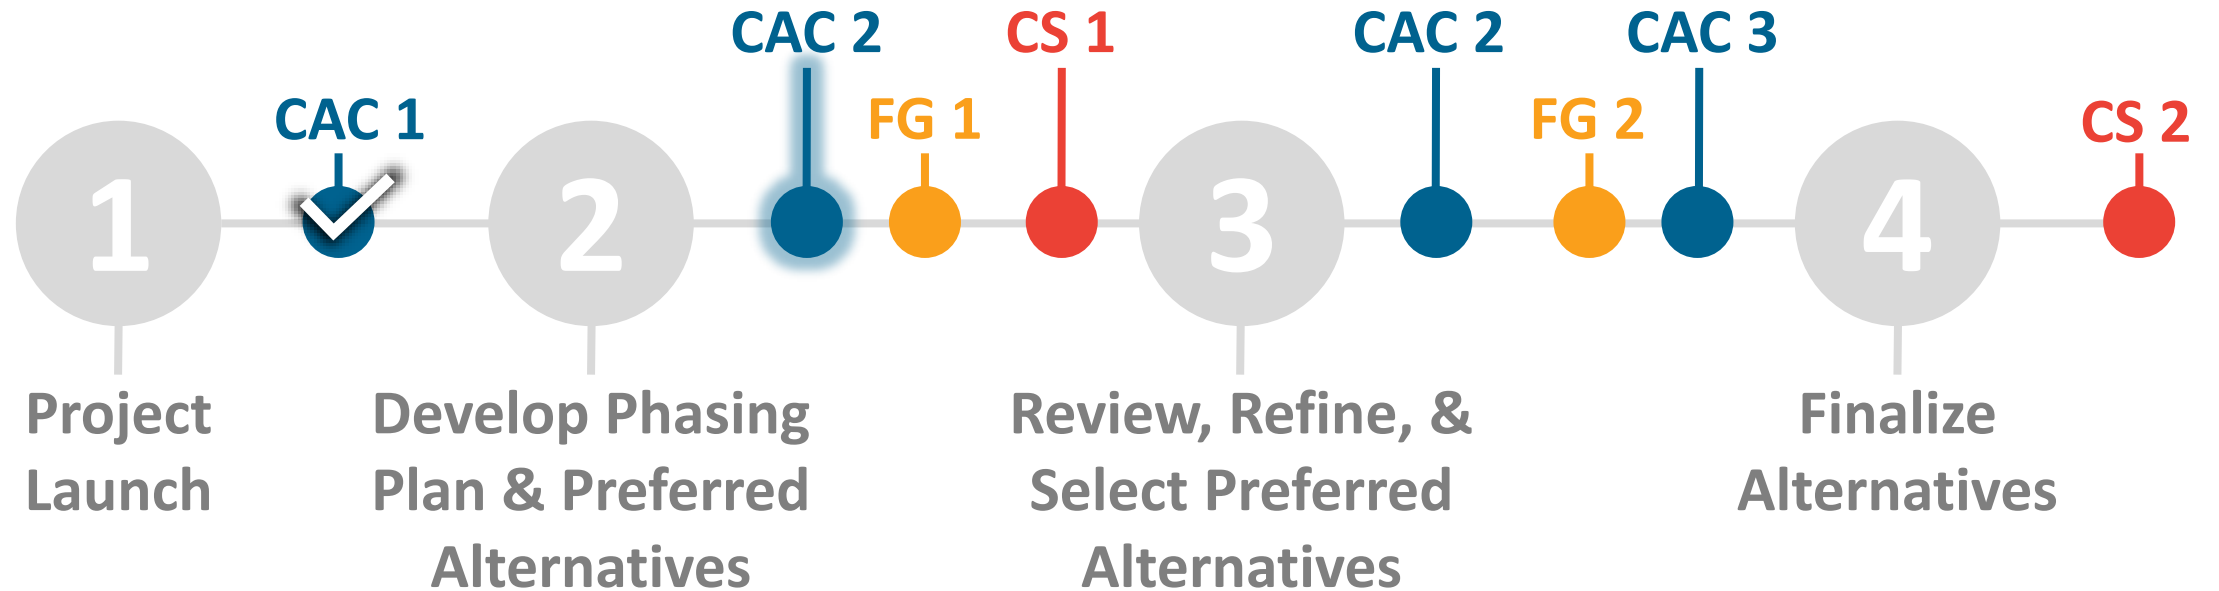 CAC 2
CS 1
CAC 2
CAC 3
CAC 1
FG 1
FG 2
CS 2
1
2
3
4
Project
Launch
Develop Phasing
Plan & Preferred
Alternatives
Review, Refine, &
Select Preferred
Alternatives
Finalize
Alternatives